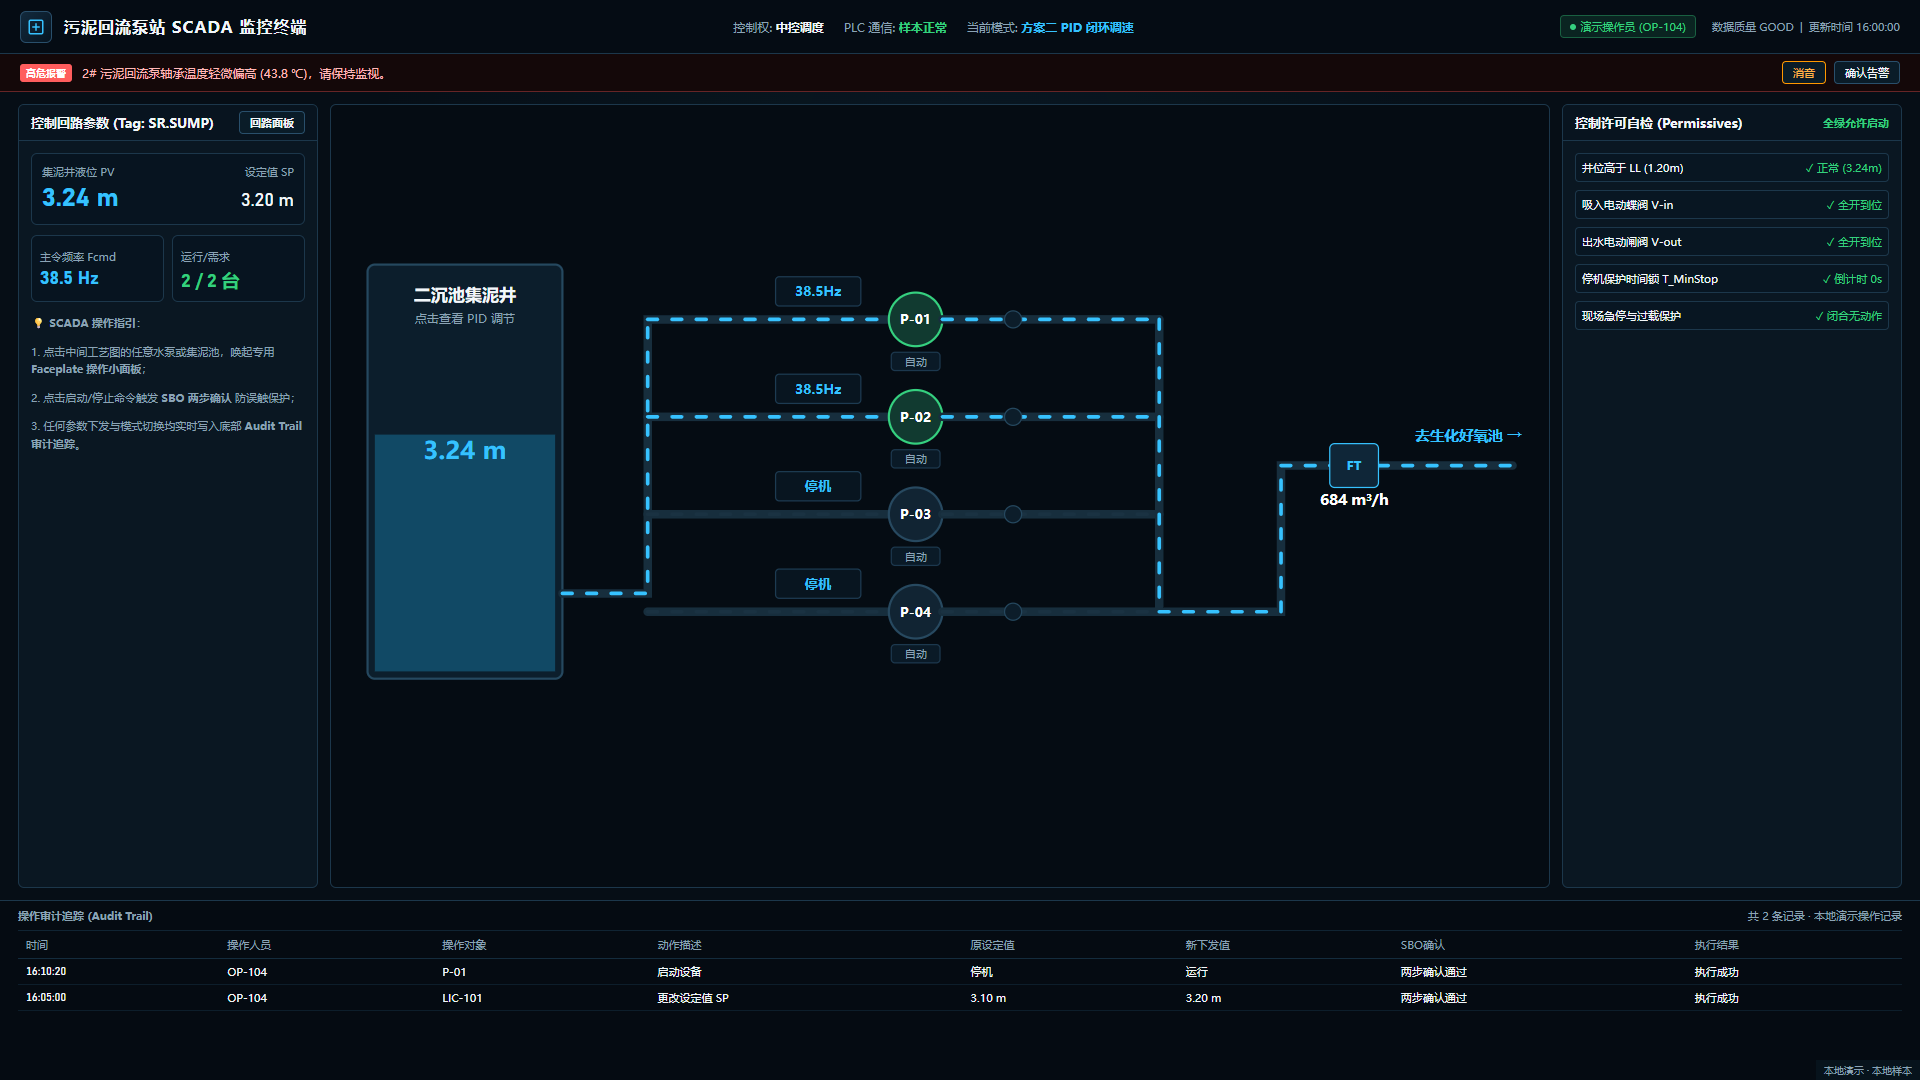 污泥回流泵站 SCADA 监控终端
控制权: 中控调度 PLC 通信: 样本正常 当前模式: 方案二 PID 闭环调速
演示操作员 (OP-104) 数据质量 GOOD | 更新时间 16:00:00
高危报警 2# 污泥回流泵轴承温度轻微偏高 (43.8 ℃)，请保持监视。
消音 确认告警
控制回路参数 (Tag: SR.SUMP) 回路面板
集泥井液位 PV 设定值 SP
3.24 m 3.20 m
主令频率 Fcmd 运行/需求
38.5 Hz 2 / 2 台
💡 SCADA 操作指引:
1. 点击中间工艺图的任意水泵或集泥池，唤起专用
Faceplate 操作小面板；
2. 点击启动/停止命令触发 SBO 两步确认 防误触保护；
3. 任何参数下发与模式切换均实时写入底部 Audit Trail
审计追踪。
二沉池集泥井
点击查看 PID 调节
3.24 m
38.5Hz
P-01
自动
38.5Hz
P-02
自动
停机
P-03
自动
停机
P-04
自动
去生化好氧池 →
FT
684 m³/h
控制许可自检 (Permissives) 全绿允许启动
井位高于 LL (1.20m) ✓ 正常 (3.24m)
吸入电动蝶阀 V-in ✓ 全开到位
出水电动闸阀 V-out ✓ 全开到位
停机保护时间锁 T_MinStop ✓ 倒计时 0s
现场急停与过载保护 ✓ 闭合无动作
操作审计追踪 (Audit Trail) 共 2 条记录 · 本地演示操作记录
时间 操作人员 操作对象 动作描述 原设定值 新下发值 SBO确认 执行结果
16:10:20 OP-104 P-01 启动设备 停机 运行 两步确认通过 执行成功
16:05:00 OP-104 LIC-101 更改设定值 SP 3.10 m 3.20 m 两步确认通过 执行成功
本地演示 · 本地样本